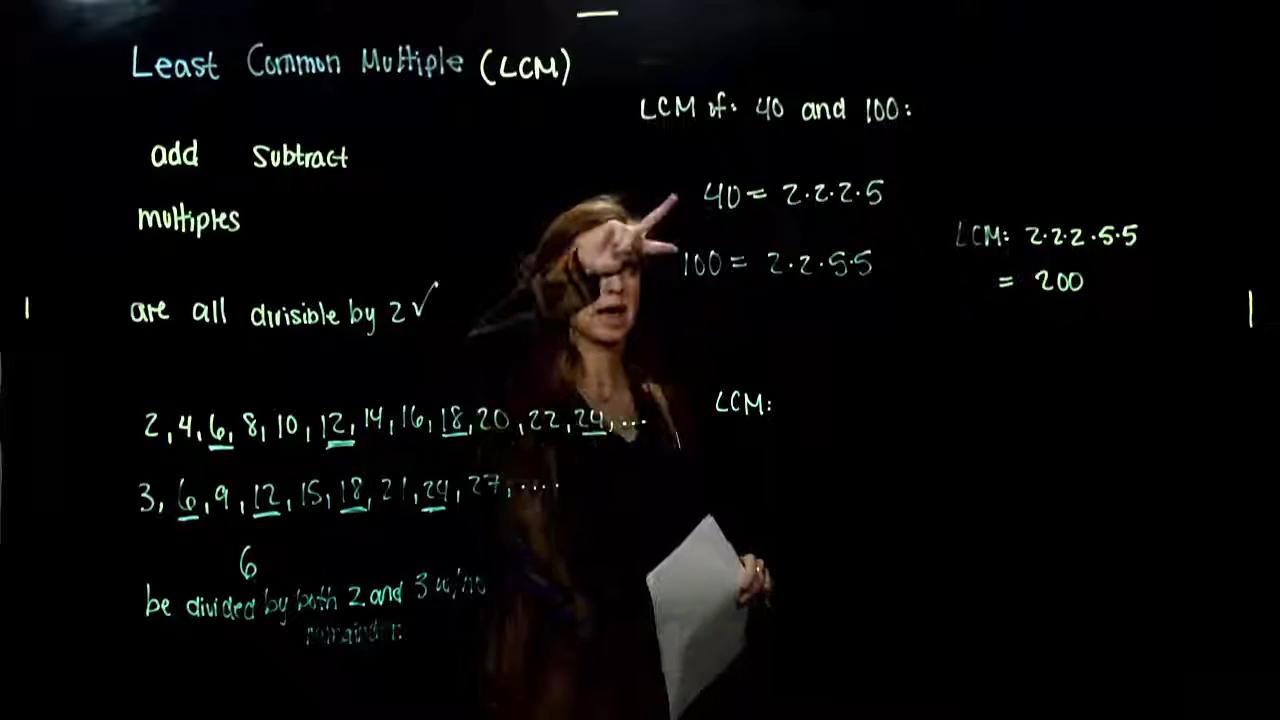 Least Common Multiple (LCM)
add subtract
multiples
are all divisible by 2 ✓
2, 4, 6, 8, 10, 12, 14, 16, 18, 20, 22, 24, ...
3, 6, 9, 12, 15, 18, 21, 24, 27, ....
6
be divided by both 2 and 3 w/no
remainder.
LCM of: 40 and 100:
40 = 2·2·2·5
100 = 2·2·5·5
LCM: 2·2·2·5·5
= 200
LCM: